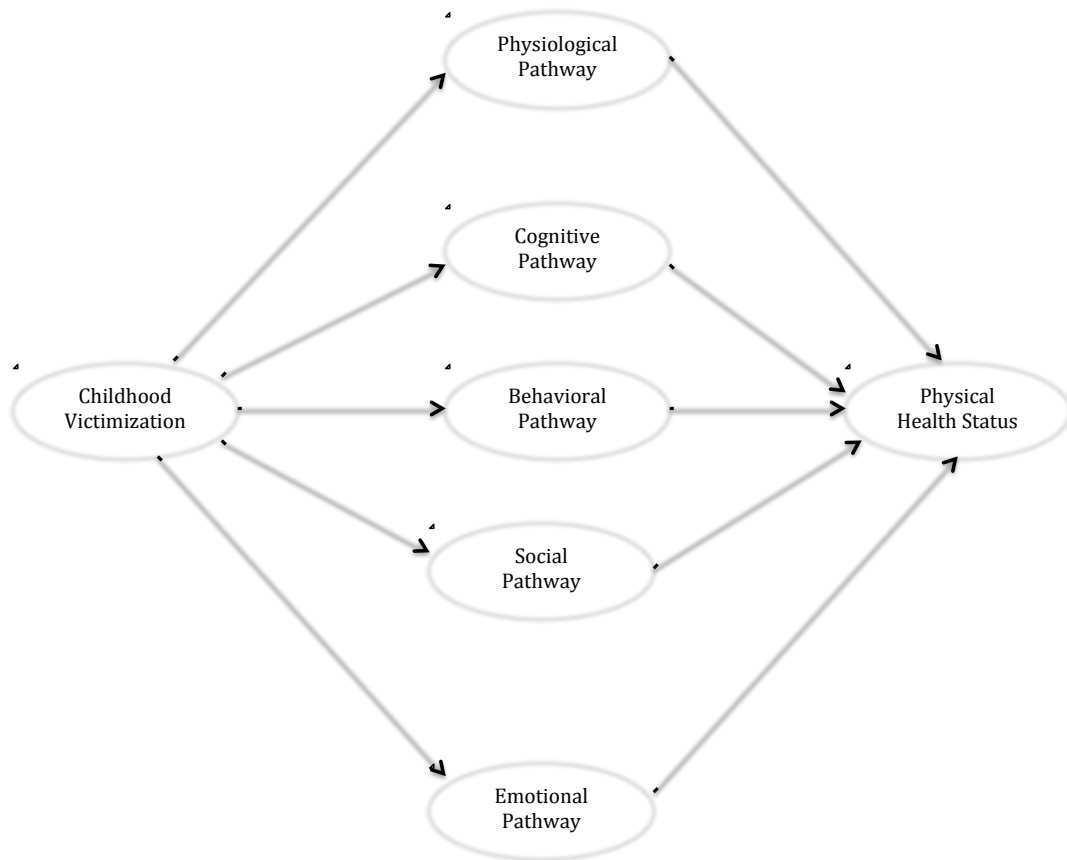 Physiological
Pathway
Cognitive
Pathway
Childhood
Victimization
Behavioral
Pathway
Physical
Health Status
Social
Pathway
Emotional
Pathway